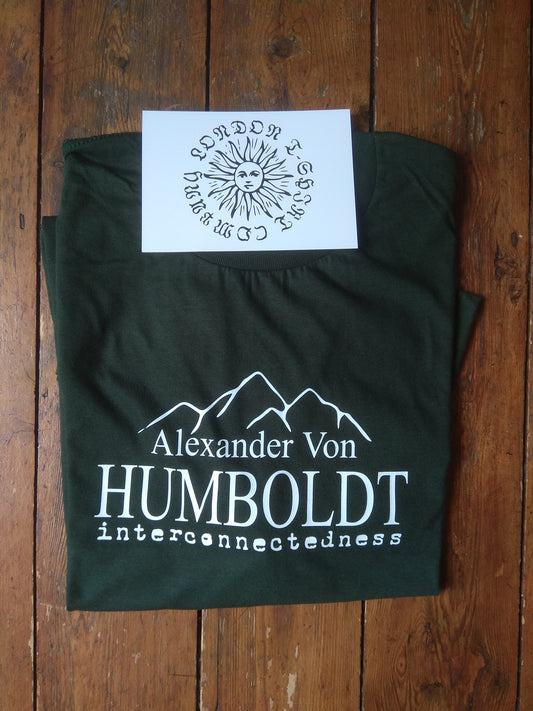 LONDON T-SHIRT COMPANY
Alexander Von
HUMBOLDT
interconnectedness